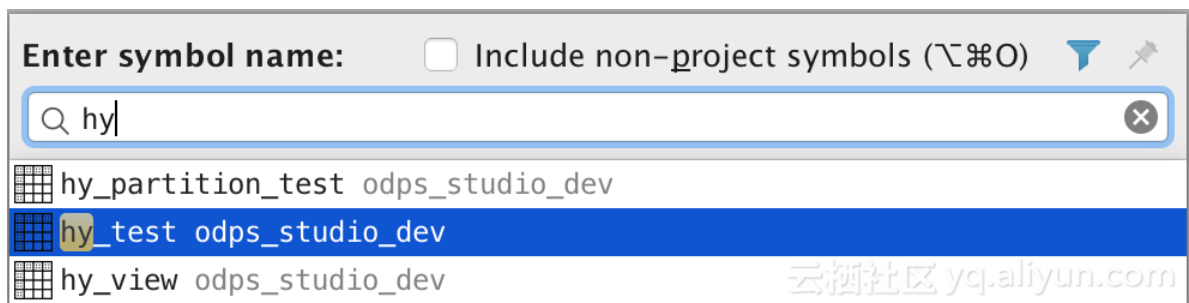 Enter symbol name: Include non-project symbols (⌥⌘O)
hy
hy_partition_test odps_studio_dev
hy_test odps_studio_dev
hy_view odps_studio_dev
云栖社区 yq.aliyun.com